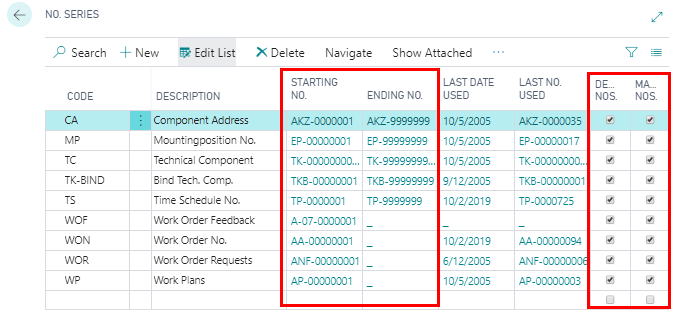 NO. SERIES
Search + New Edit List Delete Navigate Show Attached ...
CODE DESCRIPTION STARTING NO. ENDING NO. LAST DATE USED LAST NO. USED DE... NOS. MA... NOS.
CA Component Address AKZ-0000001 AKZ-9999999 10/5/2005 AKZ-0000035
MP Mountingposition No. EP-00000001 EP-99999999 10/5/2005 EP-00000017
TC Technical Component TK-00000000... TK-99999999... 10/5/2005 TK-00000000...
TK-BIND Bind Tech. Comp. TKB-00000001 TKB-99999999 9/12/2005 TKB-00000001
TS Time Schedule No. TP-0000001 TP-9999999 10/2/2019 TP-0000725
WOF Work Order Feedback A-07-0000001 _ _ _
WON Work Order No. AA-00000001 _ 10/2/2019 AA-00000094
WOR Work Order Requests ANF-00000001 _ 6/12/2005 ANF-00000006
WP Work Plans AP-00000001 _ 10/5/2005 AP-00000003